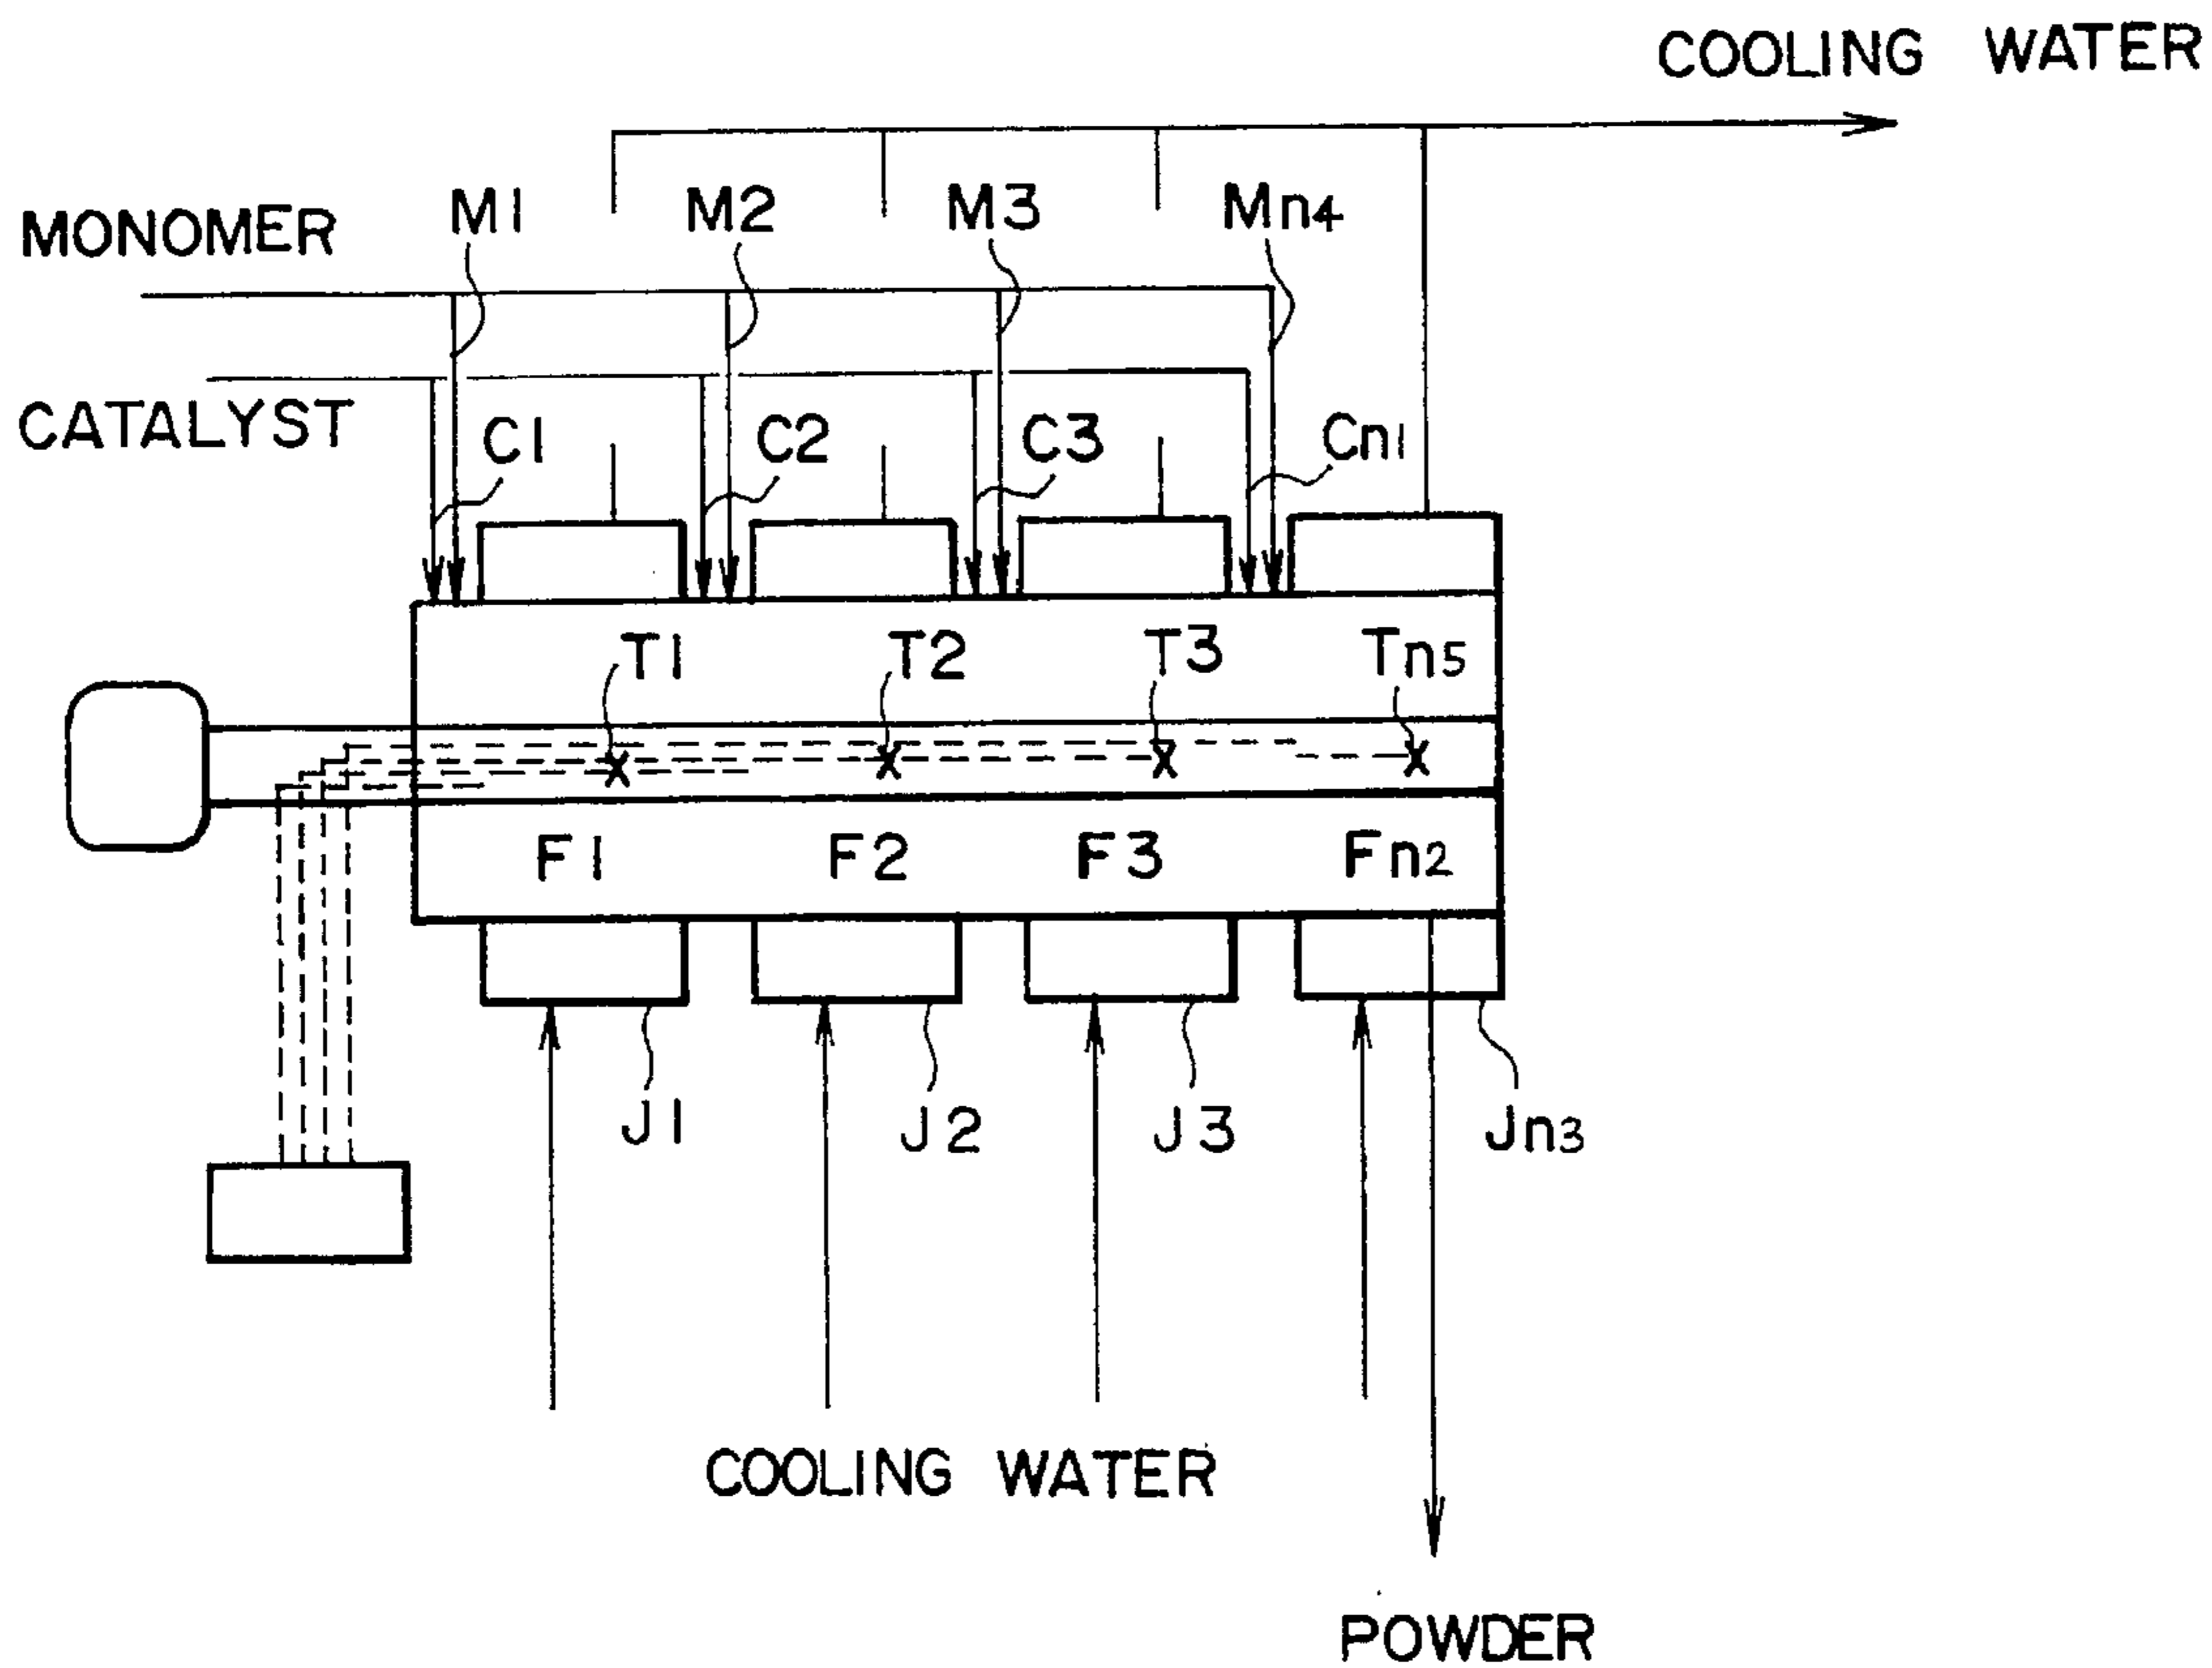 COOLING WATER
MONOMER
M1 M2 M3 Mn4
CATALYST
C1 C2 C3 Cn1
T1 T2 T3 Tn5
F1 F2 F3 Fn2
J1 J2 J3 Jn3
COOLING WATER
POWDER